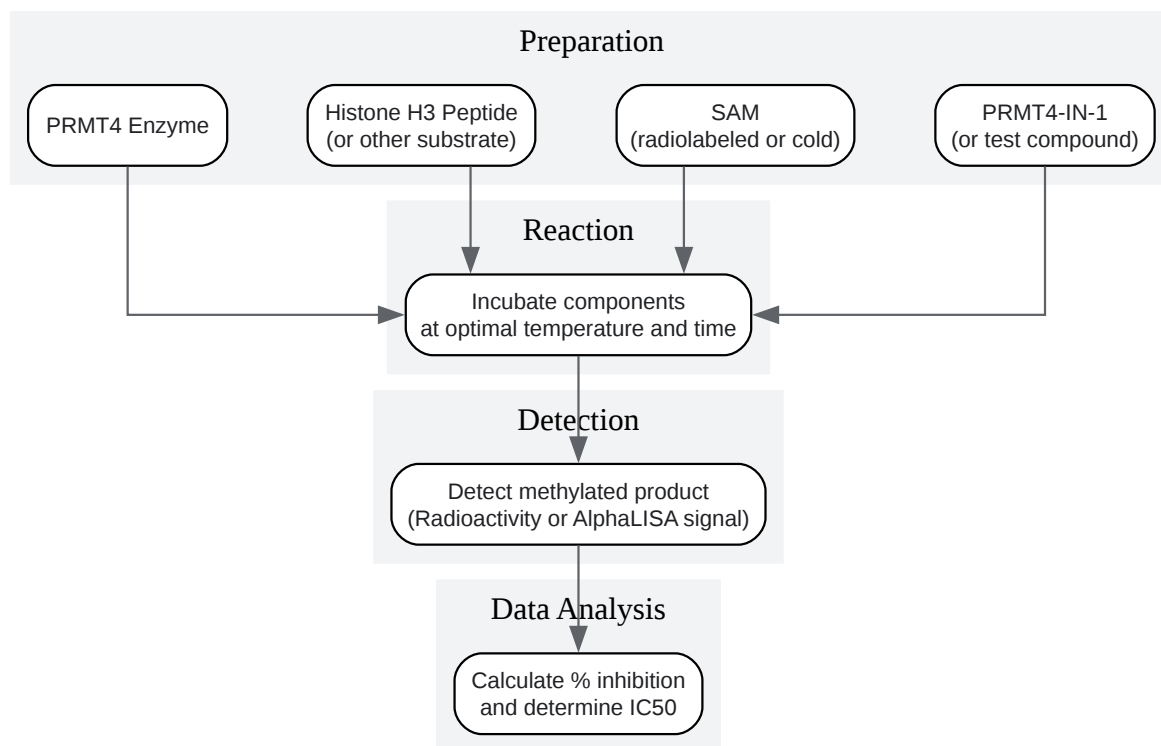 Preparation
PRMT4 Enzyme
Histone H3 Peptide
(or other substrate)
SAM
(radiolabeled or cold)
PRMT4-IN-1
(or test compound)
Reaction
Incubate components
at optimal temperature and time
Detection
Detect methylated product
(Radioactivity or AlphaLISA signal)
Data Analysis
Calculate % inhibition
and determine IC50